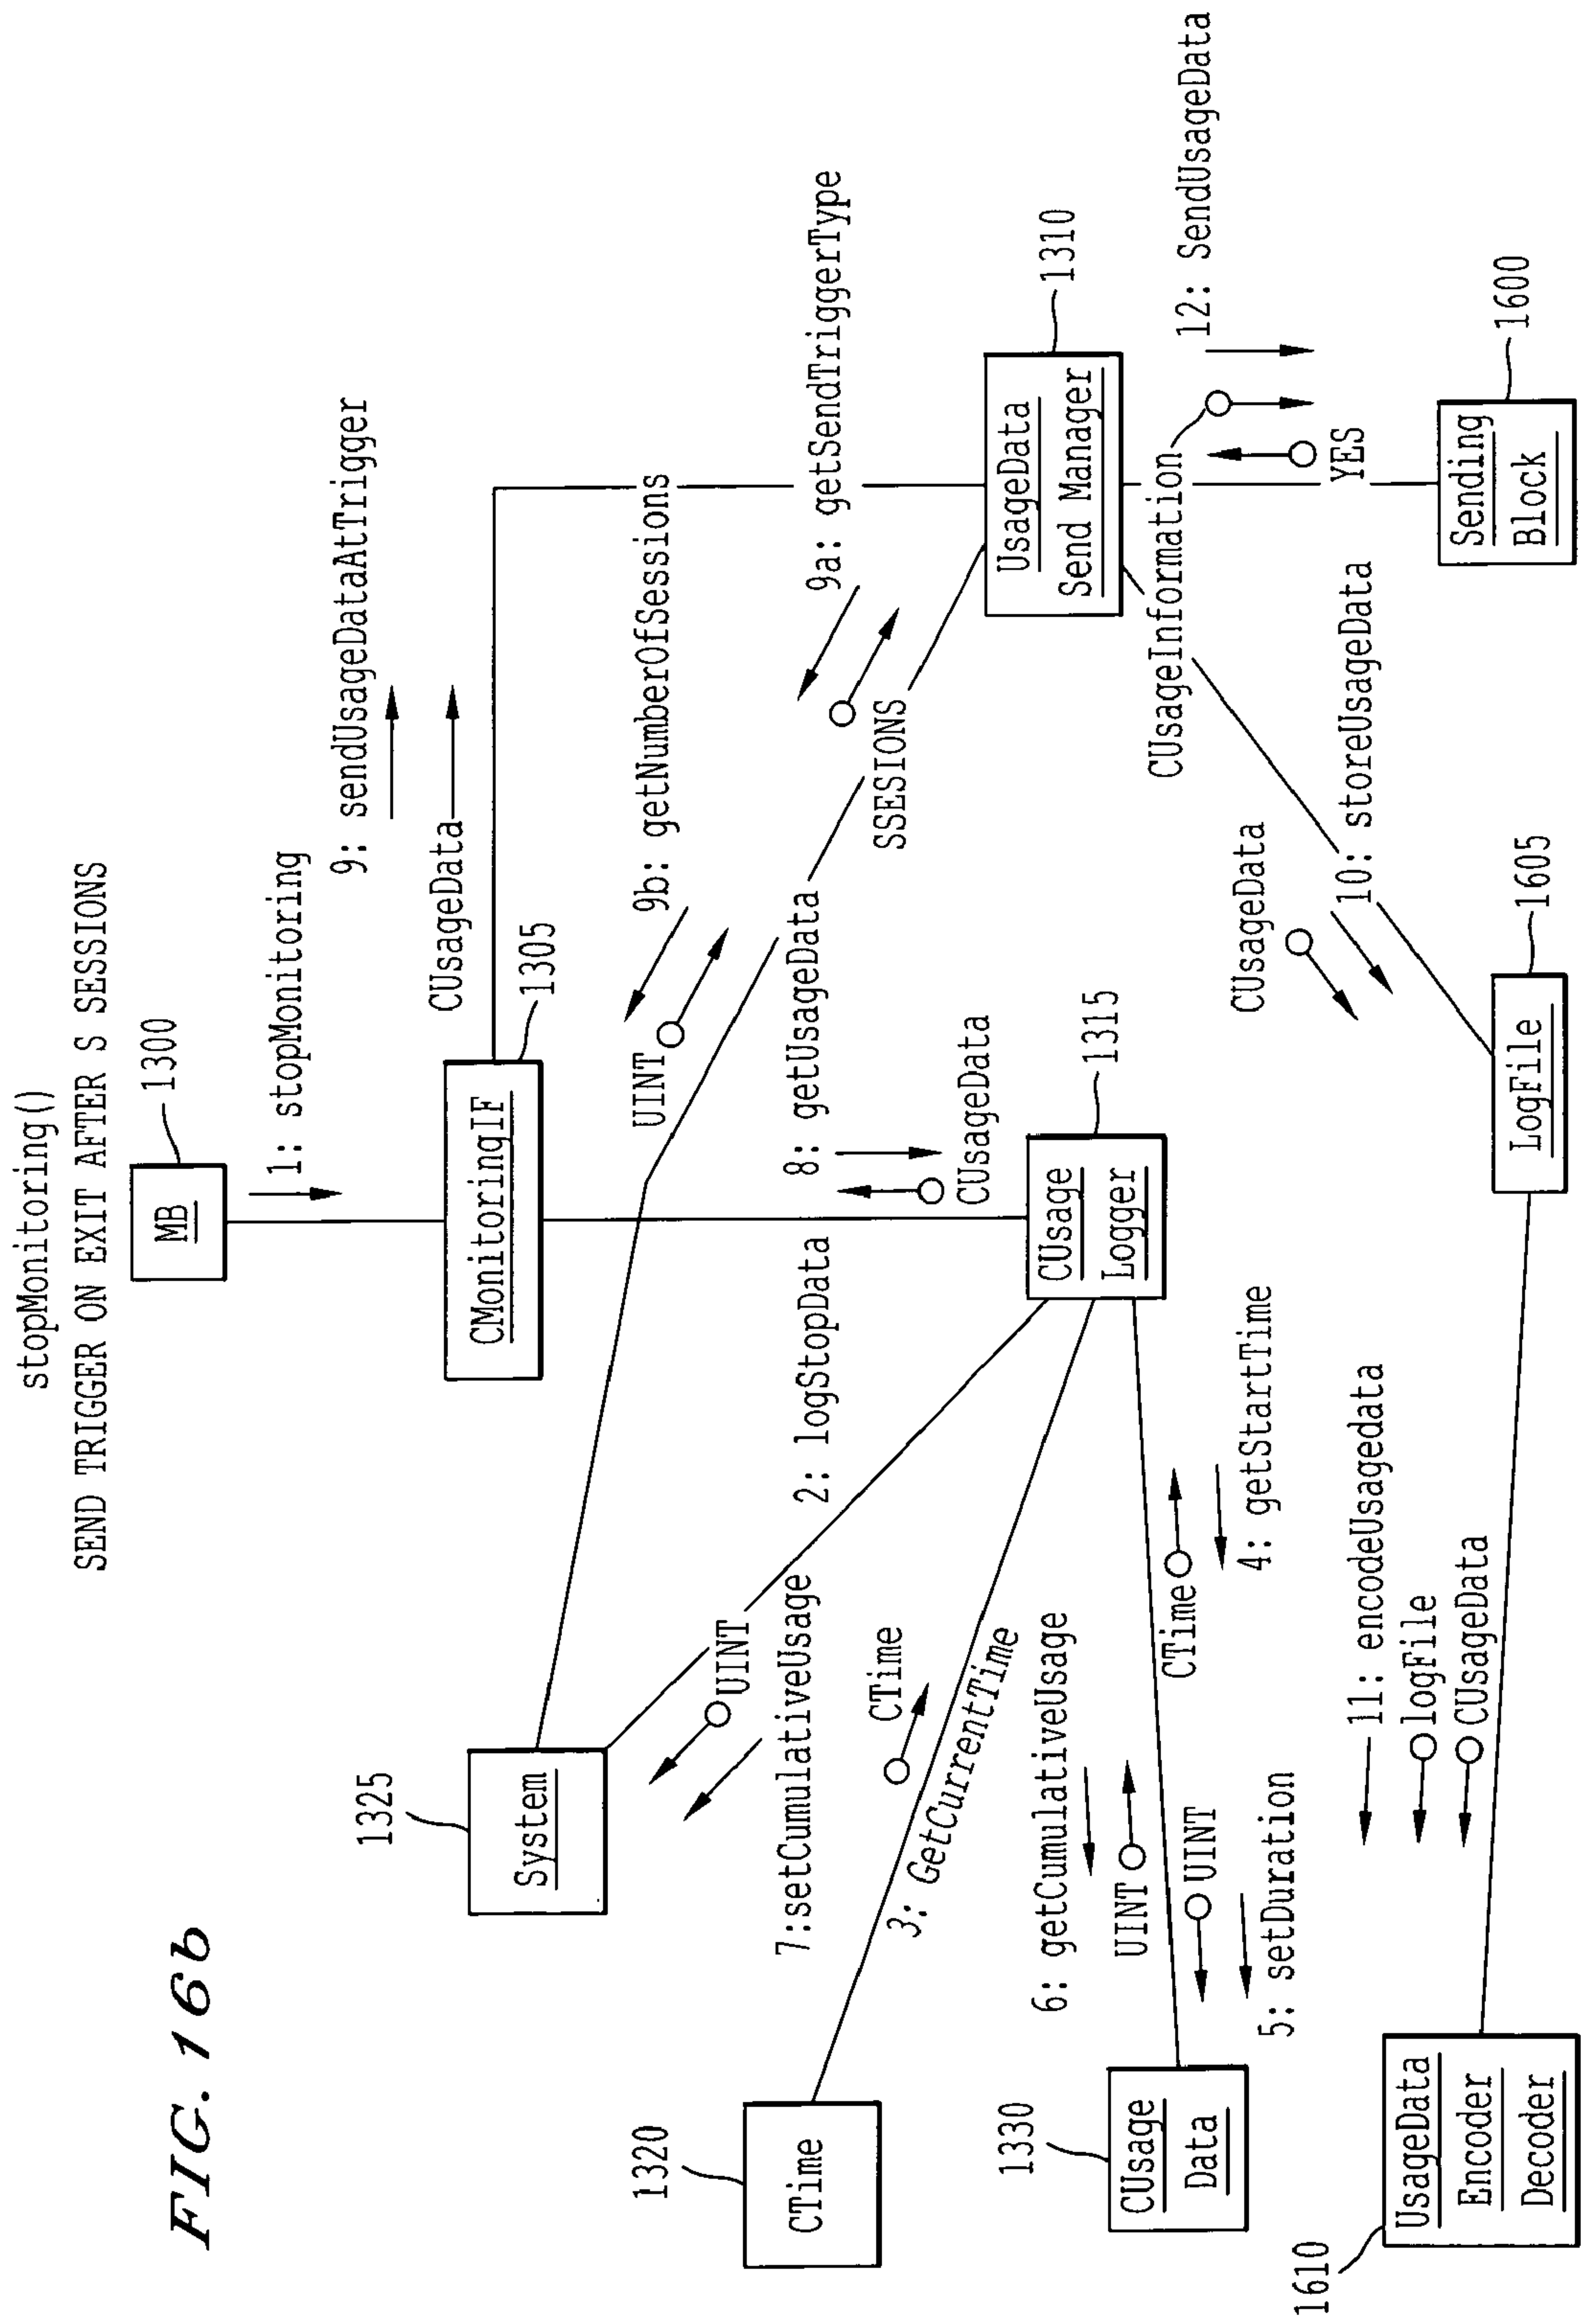 FIG. 16b
stopMonitoring()
SEND TRIGGER ON EXIT AFTER S SESSIONS
MB
1300
1: stopMonitoring
9: sendUsageDataAtTrigger
CUsageData
CMonitoringIF
1305
System
1325
9b: getNumberOfSessions
UINT
9a: getSendTriggerType
SSESIONS
8: getUsageData
CUsageData
2: logStopData
UINT
7:setCumulativeUsage
CTime
3: GetCurrentTime
CTime
1320
CUsage
Logger
1315
UsageData
Send Manager
1310
12: SendUsageData
CUsageInformation
YES
Sending
Block
1600
6: getCumulativeUsage
UINT
UINT
5: setDuration
CTime
4: getStartTime
CUsage
Data
1330
CUsageData
10: storeUsageData
LogFile
1605
11: encodeUsagedata
logFile
CUsageData
UsageData
Encoder
Decoder
1610